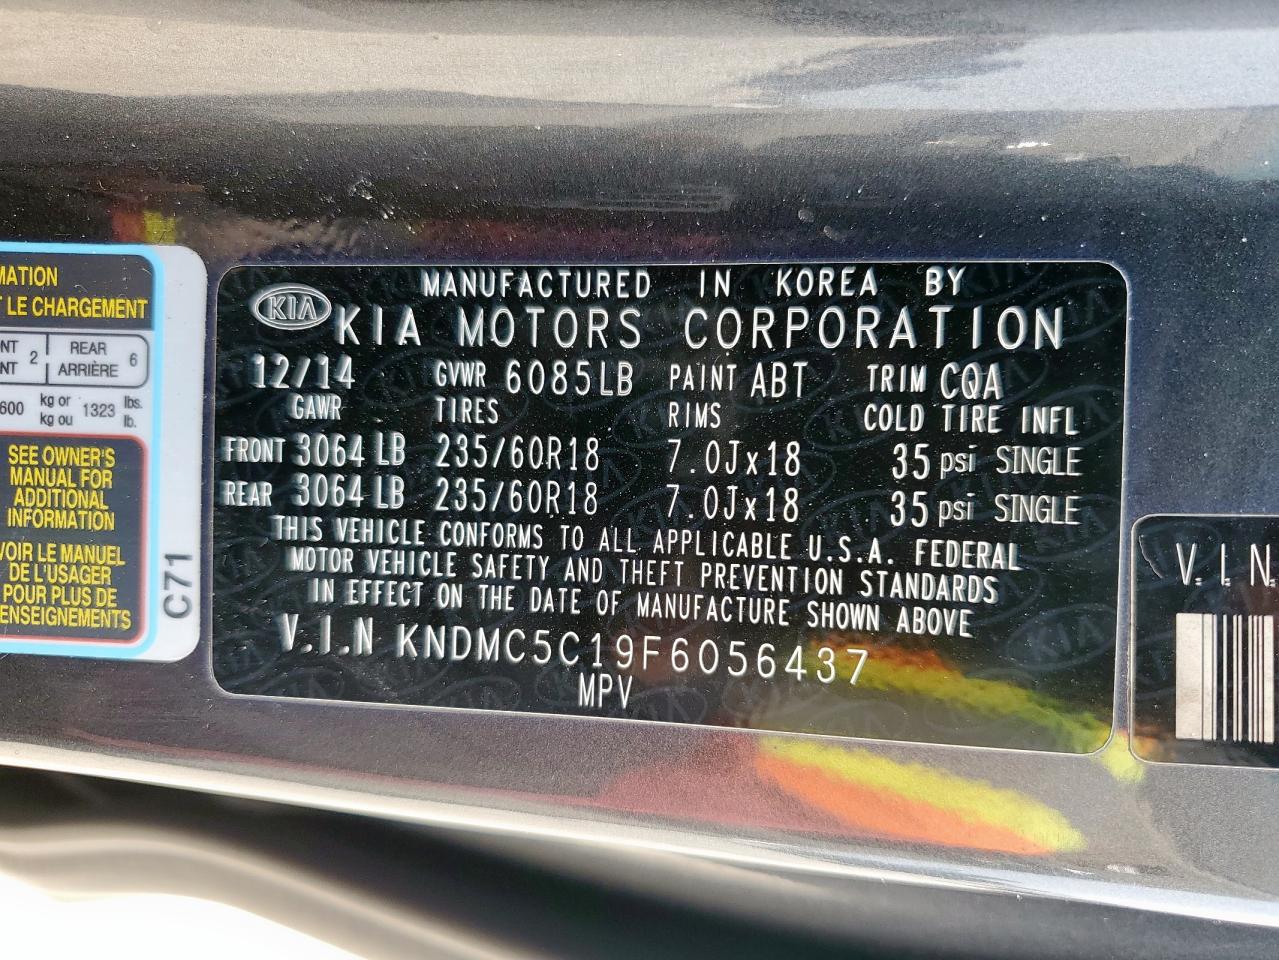 MATION
T LE CHARGEMENT
NT 2 REAR 6
NT ARRIÈRE
600 kg or 1323 lbs.
kg ou lb.
SEE OWNER'S
MANUAL FOR
ADDITIONAL
INFORMATION
VOIR LE MANUEL
DE L'USAGER
POUR PLUS DE
ENSEIGNEMENTS
C71
MANUFACTURED IN KOREA BY
KIA KIA MOTORS CORPORATION
12/14 GVWR 6085LB PAINT ABT TRIM CQA
GAWR TIRES RIMS COLD TIRE INFL
FRONT 3064 LB 235/60R18 7.0Jx18 35 psi SINGLE
REAR 3064 LB 235/60R18 7.0Jx18 35 psi SINGLE
THIS VEHICLE CONFORMS TO ALL APPLICABLE U.S.A. FEDERAL
MOTOR VEHICLE SAFETY AND THEFT PREVENTION STANDARDS
IN EFFECT ON THE DATE OF MANUFACTURE SHOWN ABOVE
V.I.N KNDMC5C19F6056437
MPV
V.I.N.